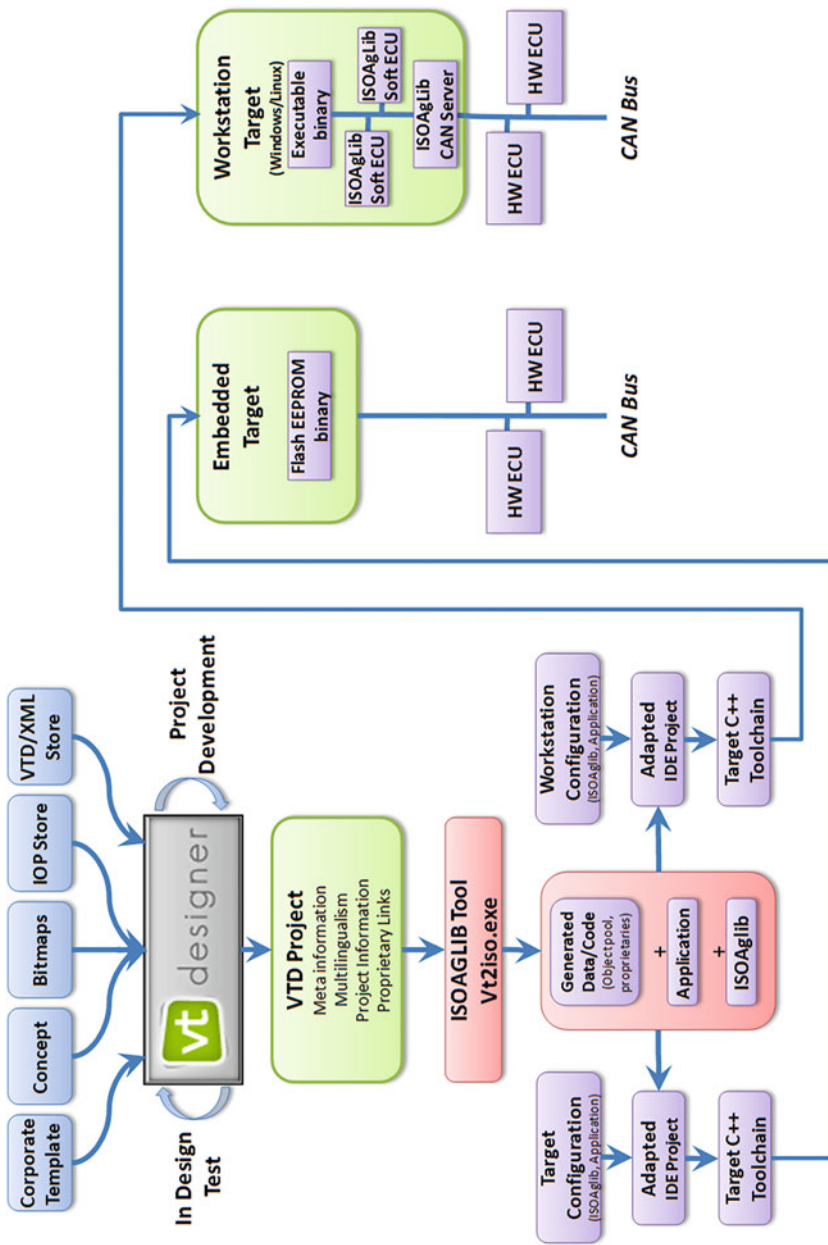 Corporate
Template
Concept
Bitmaps
IOP Store
VTD/XML
Store
In Design
Test
vt designer
Project
Development
VTD Project
Meta information
Multilingualism
Project Information
Proprietary Links
ISOAGLIB Tool
Vt2iso.exe
Target
Configuration
(ISOAglib, Application)
Adapted
IDE Project
Target C++
Toolchain
Generated
Data/Code
(Object pool,
proprietaries)
+
Application
+
ISOAglib
Workstation
Configuration
(ISOAglib, Application)
Adapted
IDE Project
Target C++
Toolchain
Embedded
Target
Flash EEPROM
binary
HW ECU
HW ECU
CAN Bus
Workstation
Target
(Windows/Linux)
Executable
binary
ISOAgLib
Soft ECU
ISOAgLib
Soft ECU
ISOAgLib
CAN Server
HW ECU
HW ECU
CAN Bus